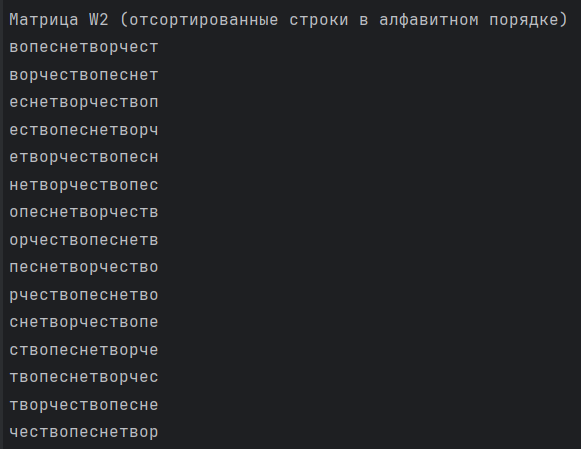 Матрица W2 (отсортированные строки в алфавитном порядке)
вопеснетворчест
ворчествопеснет
еснетворчествоп
ествопеснетворч
етворчествопесн
нетворчествопес
опеснетворчеств
орчествопеснетв
песнетворчество
рчествопеснетво
снетворчествопе
ствопеснетворче
твопеснетворчес
творчествопесне
чествопеснетвор